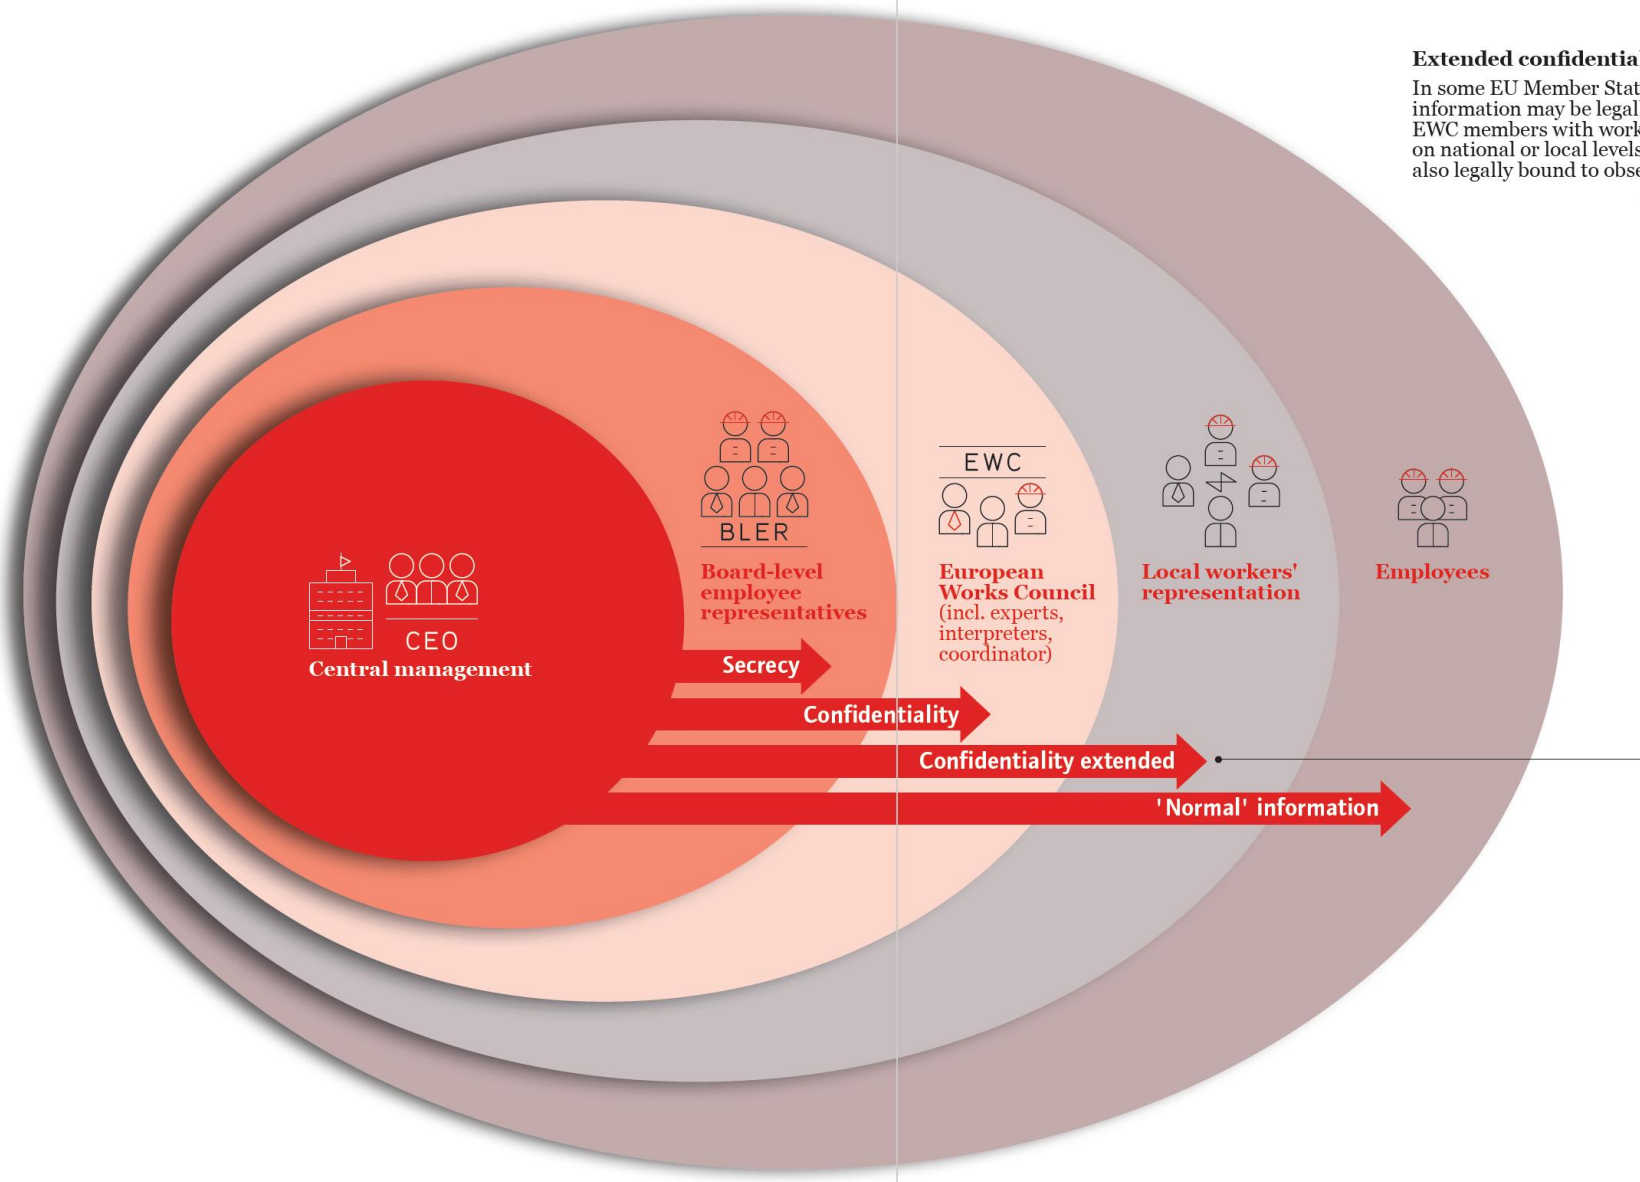 Extended confidential
In some EU Member Stat
information may be legall
EWC members with work
on national or local levels
also legally bound to obse
EWC
BLER
Board-level
employee
representatives
European
Works Council
(incl. experts,
interpreters,
coordinator)
Local workers'
representation
Employees
CEO
Central management
Secrecy
Confidentiality
Confidentiality extended
'Normal' information